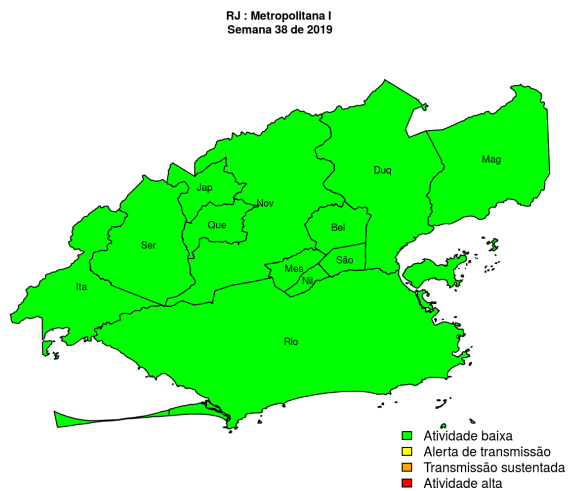 RJ : Metropolitana I
Semana 38 de 2019
Mag
Duq
Jap
Nov
Que
Bel
Ser
São
Mes
Nil
Ita
Rio
Atividade baixa
Alerta de transmissão
Transmissão sustentada
Atividade alta